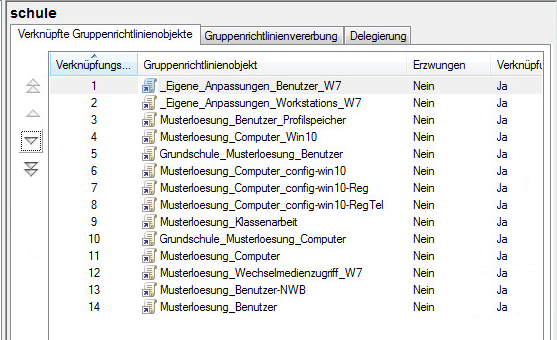 schule
Verknüpfte Gruppenrichtlinienobjekte Gruppenrichtlinienvererbung Delegierung
Verknüpfungs... Gruppenrichtlinienobjekt Erzwungen Verknüpfu
1 _Eigene_Anpassungen_Benutzer_W7 Nein Ja
2 _Eigene_Anpassungen_Workstations_W7 Nein Ja
3 Musterloesung_Benutzer_Profilspeicher Nein Ja
4 Musterloesung_Computer_Win10 Nein Ja
5 Grundschule_Musterloesung_Benutzer Nein Ja
6 Musterloesung_Computer_config-win10 Nein Ja
7 Musterloesung_Computer_config-win10-Reg Nein Ja
8 Musterloesung_Computer_config-win10-RegTel Nein Ja
9 Musterloesung_Klassenarbeit Nein Ja
10 Grundschule_Musterloesung_Computer Nein Ja
11 Musterloesung_Computer Nein Ja
12 Musterloesung_Wechselmedienzugriff_W7 Nein Ja
13 Musterloesung_Benutzer-NWB Nein Ja
14 Musterloesung_Benutzer Nein Ja